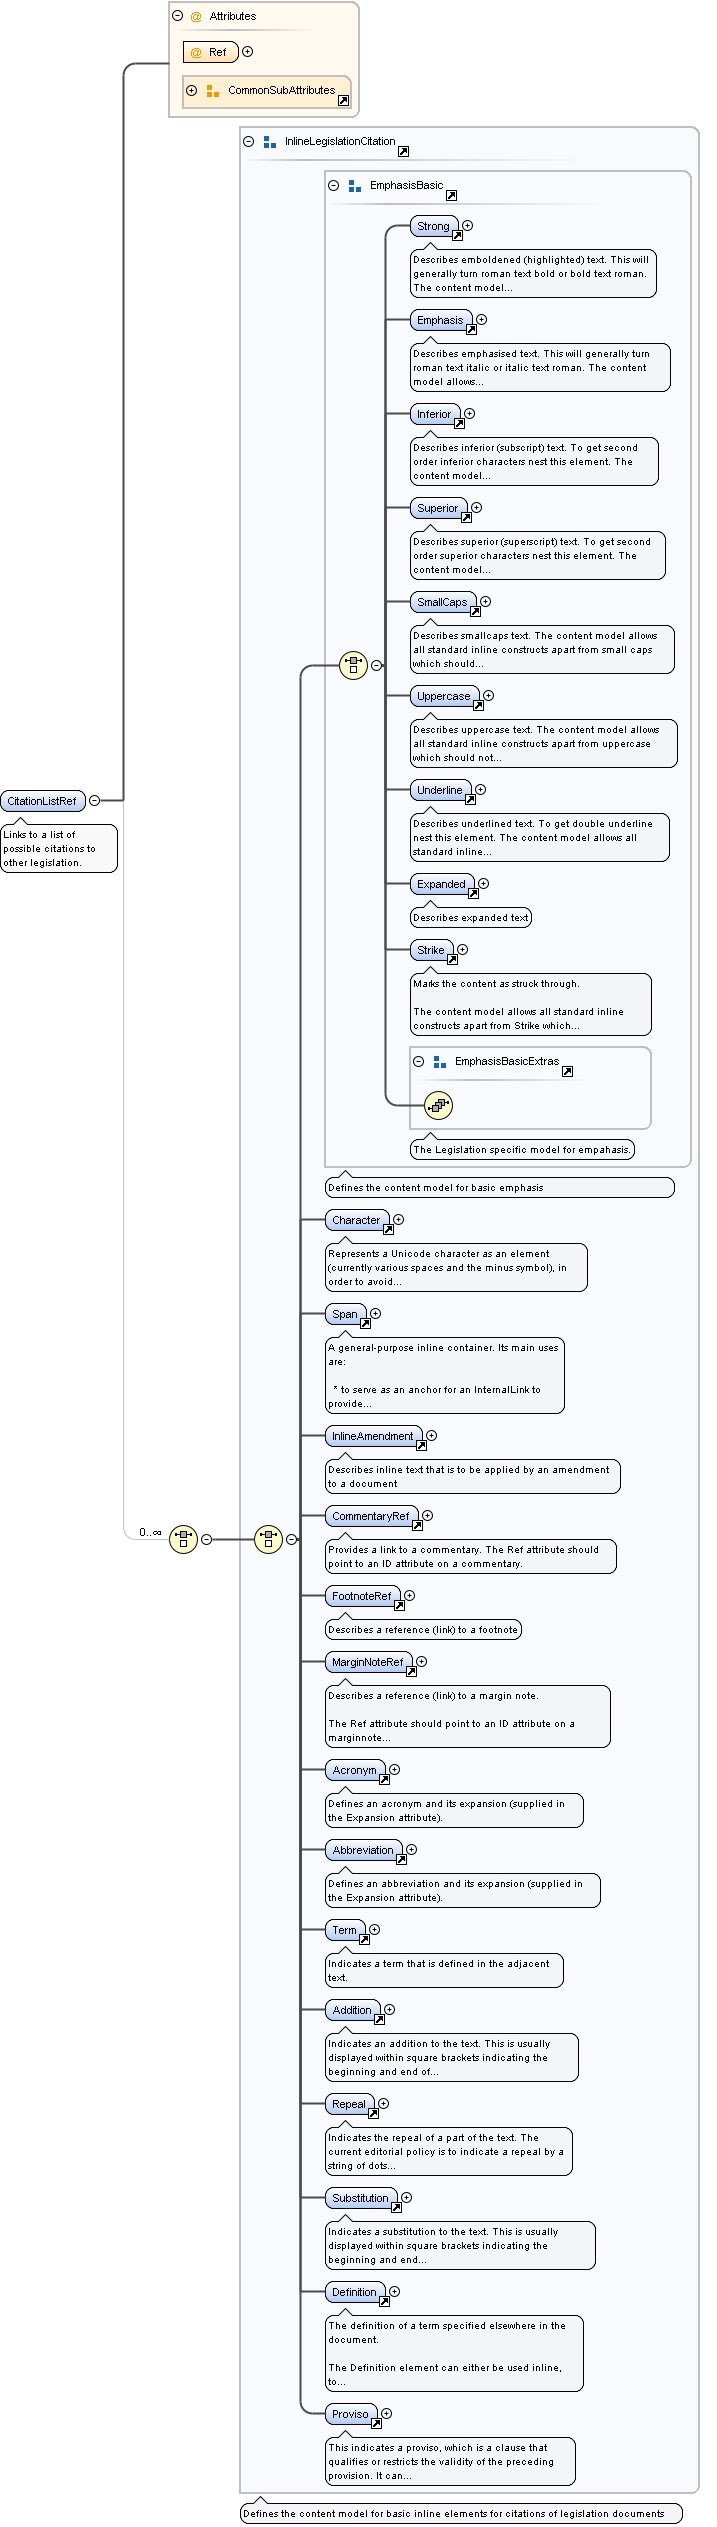 Attributes
@ Ref
CommonSubAttributes
InlineLegislationCitation
EmphasisBasic
Strong
Describes emboldened (highlighted) text. This will
generally turn roman text bold or bold text roman.
The content model...
Emphasis
Describes emphasised text. This will generally turn
roman text italic or italic text roman. The content
model allows...
Inferior
Describes inferior (subscript) text. To get second
order inferior characters nest this element. The
content model...
Superior
Describes superior (superscript) text. To get second
order superior characters nest this element. The
content model...
SmallCaps
Describes smallcaps text. The content model allows
all standard inline constructs apart from small caps
which should...
Uppercase
Describes uppercase text. The content model allows
all standard inline constructs apart from uppercase
which should not...
Underline
Describes underlined text. To get double underline
nest this element. The content model allows all
standard inline...
CitationListRef
Links to a list of
possible citations to
other legislation.
Expanded
Describes expanded text
Strike
Marks the content as struck through.
The content model allows all standard inline
constructs apart from Strike which...
EmphasisBasicExtras
The Legislation specific model for empahasis.
Defines the content model for basic emphasis
Character
Represents a Unicode character as an element
(currently various spaces and the minus symbol), in
order to avoid...
Span
A general-purpose inline container. Its main uses
are:
* to serve as an anchor for an InternalLink to
provide...
InlineAmendment
Describes inline text that is to be applied by an amendment
to a document
CommentaryRef
0..∞
Provides a link to a commentary. The Ref attribute should
point to an ID attribute on a commentary.
FootnoteRef
Describes a reference (link) to a footnote
MarginNoteRef
Describes a reference (link) to a margin note.
The Ref attribute should point to an ID attribute on a
marginnote...
Acronym
Defines an acronym and its expansion (supplied in
the Expansion attribute).
Abbreviation
Defines an abbreviation and its expansion (supplied in
the Expansion attribute).
Term
Indicates a term that is defined in the adjacent
text.
Addition
Indicates an addition to the text. This is usually
displayed within square brackets indicating the
beginning and end of...
Repeal
Indicates the repeal of a part of the text. The
current editorial policy is to indicate a repeal by a
string of dots...
Substitution
Indicates a substitution to the text. This is usually
displayed within square brackets indicating the
beginning and end...
Definition
The definition of a term specified elsewhere in the
document.
The Definition element can either be used inline,
to...
Proviso
This indicates a proviso, which is a clause that
qualifies or restricts the validity of the preceding
provision. It can...
Defines the content model for basic inline elements for citations of legislation documents